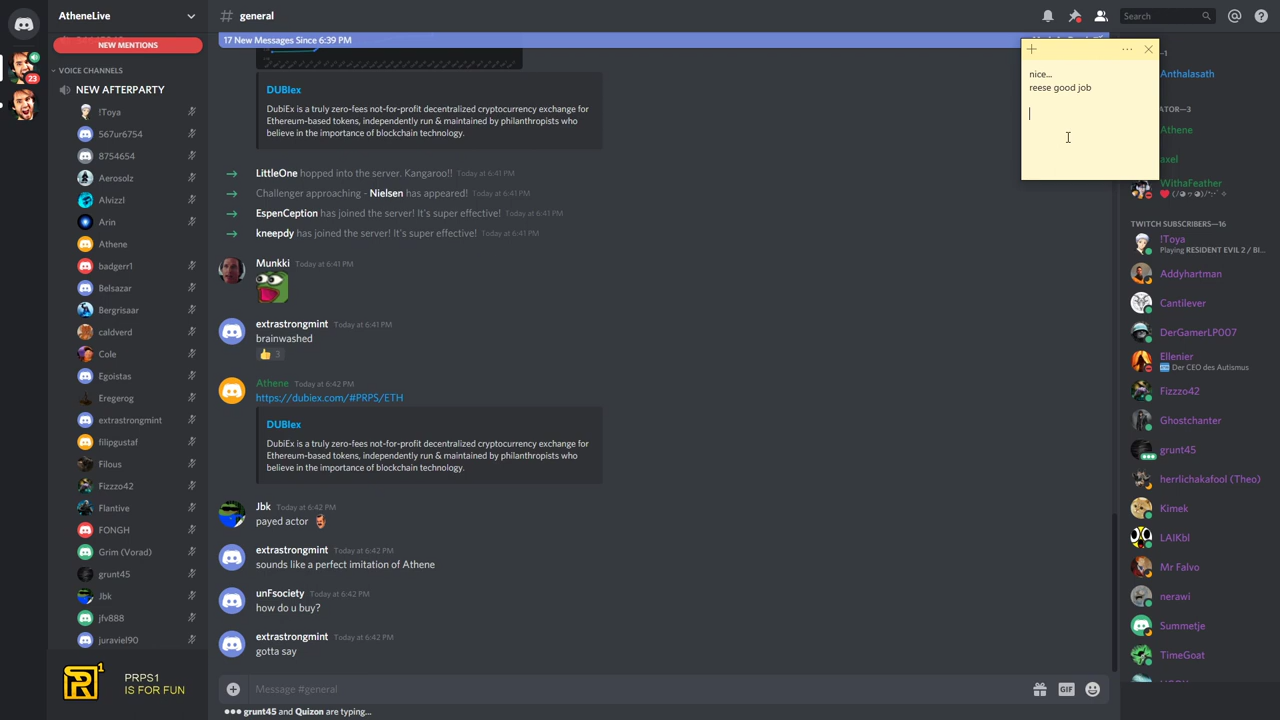 AtheneLive
NEW MENTIONS
VOICE CHANNELS
NEW AFTERPARTY
!Toya
567ur6754
8754654
Aerosolz
Alvizzl
Arin
Athene
badgerr1
Belsazar
Bergrisaar
caldverd
Cole
Egoistas
Eregerog
extrastrongmint
filipgustaf
Filous
Fizzzo42
Flantive
FONGH
Grim (Vorad)
grunt45
Jbk
jfv888
juraviel90
23
PRPS1
IS FOR FUN
# general
17 New Messages Since 6:39 PM
DUBIex
DubiEx is a truly zero-fees not-for-profit decentralized cryptocurrency exchange for
Ethereum-based tokens, independently run & maintained by philanthropists who
believe in the importance of blockchain technology.
LittleOne hopped into the server. Kangaroo!! Today at 6:41 PM
Challenger approaching - Nielsen has appeared! Today at 6:41 PM
EspenCeption has joined the server! It's super effective! Today at 6:41 PM
kneepdy has joined the server! It's super effective! Today at 6:41 PM
Munkki Today at 6:41 PM
extrastrongmint Today at 6:41 PM
brainwashed
3
Athene Today at 6:42 PM
https://dubiex.com/#PRPS/ETH
DUBIex
DubiEx is a truly zero-fees not-for-profit decentralized cryptocurrency exchange for
Ethereum-based tokens, independently run & maintained by philanthropists who
believe in the importance of blockchain technology.
Jbk Today at 6:42 PM
payed actor
extrastrongmint Today at 6:42 PM
sounds like a perfect imitation of Athene
unFsociety Today at 6:42 PM
how do u buy?
extrastrongmint Today at 6:42 PM
gotta say
Message #general
GIF
grunt45 and Quizon are typing...
Search
nice...
reese good job
—1
Anthalasath
ATOR—3
Athene
axel
WithaFeather
TWITCH SUBSCRIBERS—16
!Toya
Playing RESIDENT EVIL 2 / BI...
Addyhartman
Cantilever
DerGamerLP007
Ellenier
Der CEO des Autismus
Fizzzo42
Ghostchanter
grunt45
herrlichakafool (Theo)
Kimek
LAIKbl
Mr Falvo
nerawi
Summetje
TimeGoat